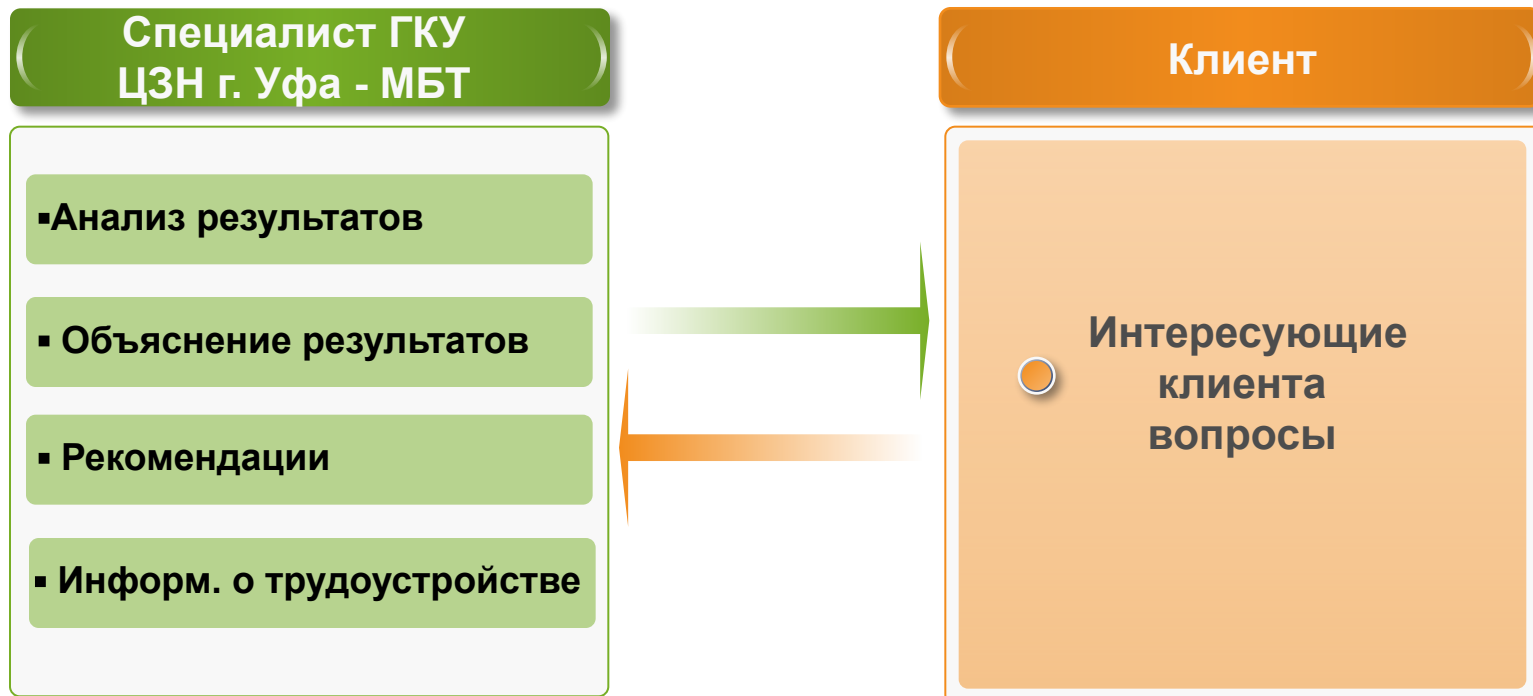 Специалист ГКУ
ЦЗН г. Уфа - МБТ
▪Анализ результатов
▪ Объяснение результатов
▪ Рекомендации
▪ Информ. о трудоустройстве
Клиент
Интересующие
клиента
вопросы